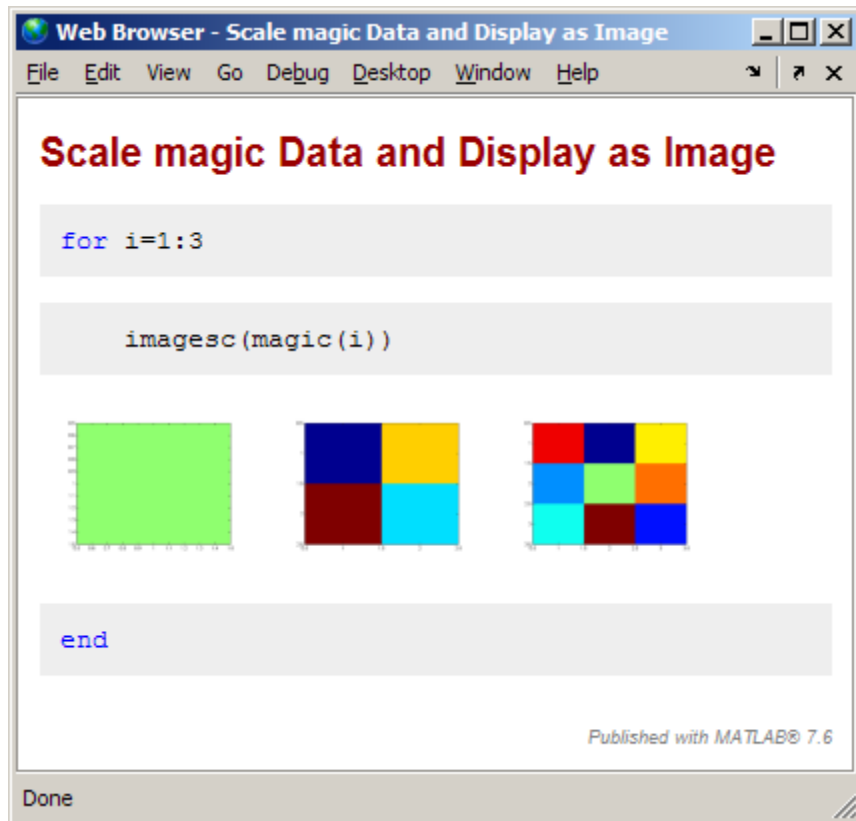 Web Browser - Scale magic Data and Display as Image
File Edit View Go Debug Desktop Window Help
Scale magic Data and Display as Image
for i=1:3
imagesc(magic(i))
end
Published with MATLAB® 7.6
Done